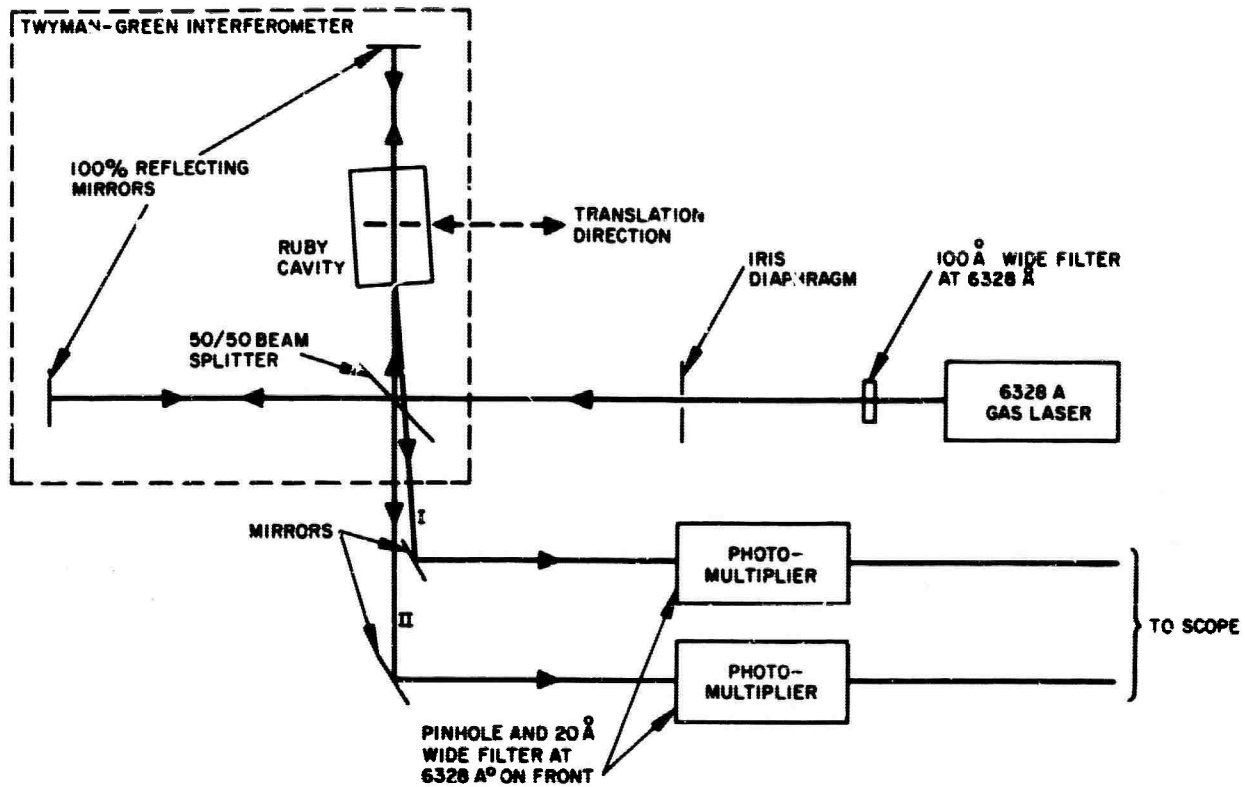 TWYMAN-GREEN INTERFEROMETER
100% REFLECTING
MIRRORS
RUBY
CAVITY
TRANSLATION
DIRECTION
IRIS
DIAPHRAGM
100 Å WIDE FILTER
AT 6328 Å
50/50 BEAM
SPLITTER
6328 A
GAS LASER
I
MIRRORS
PHOTO-
MULTIPLIER
II
TO SCOPE
PHOTO-
MULTIPLIER
PINHOLE AND 20 Å
WIDE FILTER AT
6328 A° ON FRONT